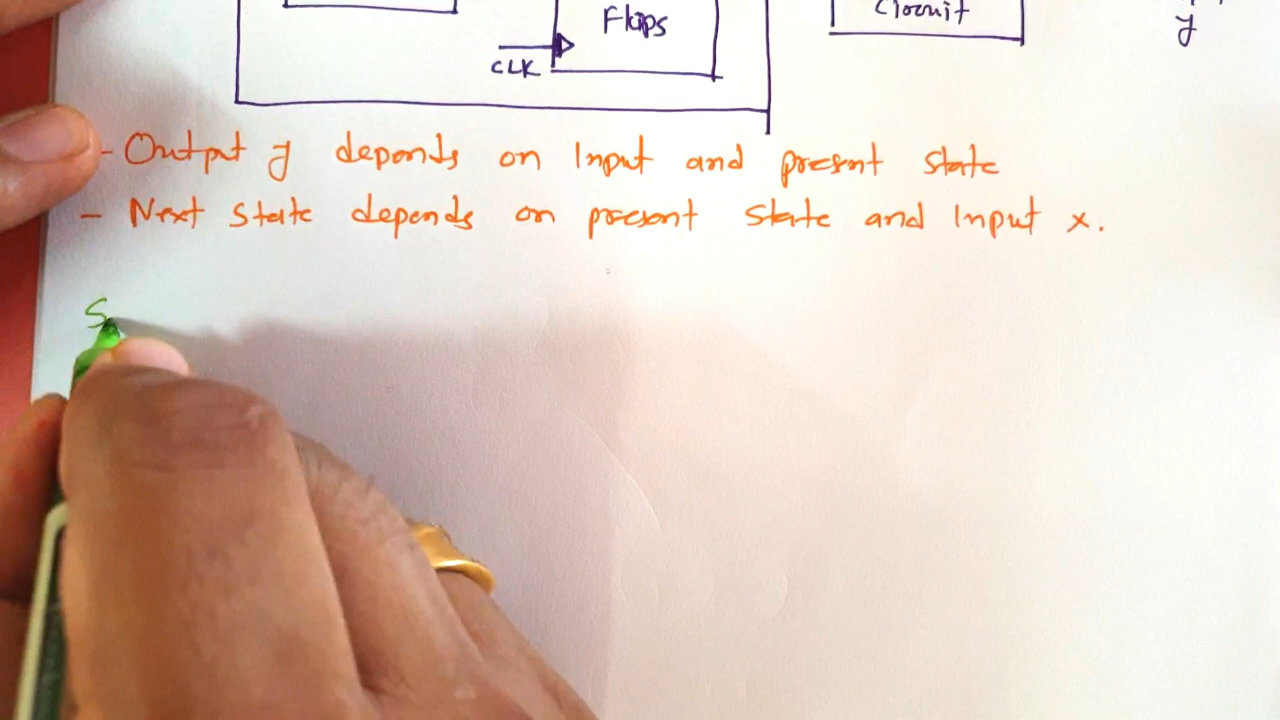 Flips
Circuit
y
CLK
- Output y depends on Input and present state
- Next state depends on present state and Input x.
S